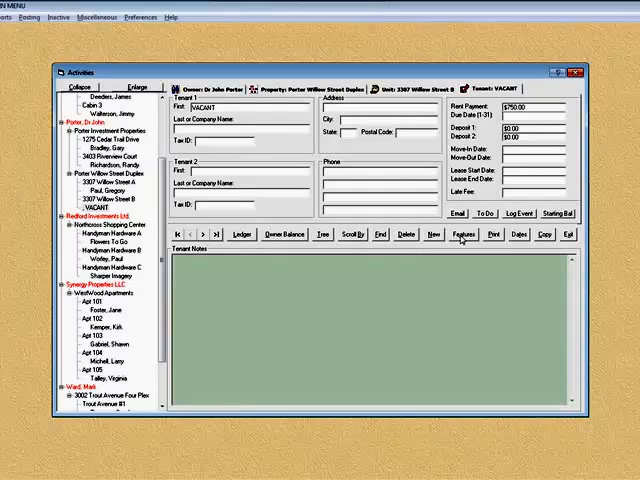 N MENU
orts Posting Inactive Miscellaneous Preferences Help
Activities
Collapse Enlarge
Deeders, James
Cabin 3
Walterson, Jimmy
Porter, Dr John
Porter Investment Properties
1275 Cedar Trail Drive
Bradley, Gary
3403 Riverview Court
Richardson, Randy
Porter Willow Street Duplex
3307 Willow Street A
Paul, Gregory
3307 Willow Street B
, VACANT
Redford Investments Ltd.
Northcross Shopping Center
Handyman Hardware A
Flowers To Go
Handyman Hardware B
Worley, Paul
Handyman Hardware C
Sharper Imagery
Synergy Properties LLC
WestWood Apartments
Apt 101
Foster, Jane
Apt 102
Kemper, Kirk
Apt 103
Gabriel, Shawn
Apt 104
Michell, Larry
Apt 105
Talley, Virginia
Ward, Mark
3002 Trout Avenue Four Plex
Trout Avenue #1
Owner: Dr John Porter Property: Porter Willow Street Duplex Unit: 3307 Willow Street B Tenant: VACANT
Tenant 1
First: VACANT
Last or Company Name:
Tax ID:
Tenant 2
First:
Last or Company Name:
Tax ID:
Address
City:
State: Postal Code:
Phone
Rent Payment: $750.00
Due Date (1-31)
Deposit 1: $0.00
Deposit 2: $0.00
Move-In Date:
Move-Out Date:
Lease Start Date:
Lease End Date:
Late Fee:
Email To Do Log Event Starting Bal
Ledger Owner Balance Tree Scroll By Find Delete New Features Print Dates Copy Exit
Tenant Notes